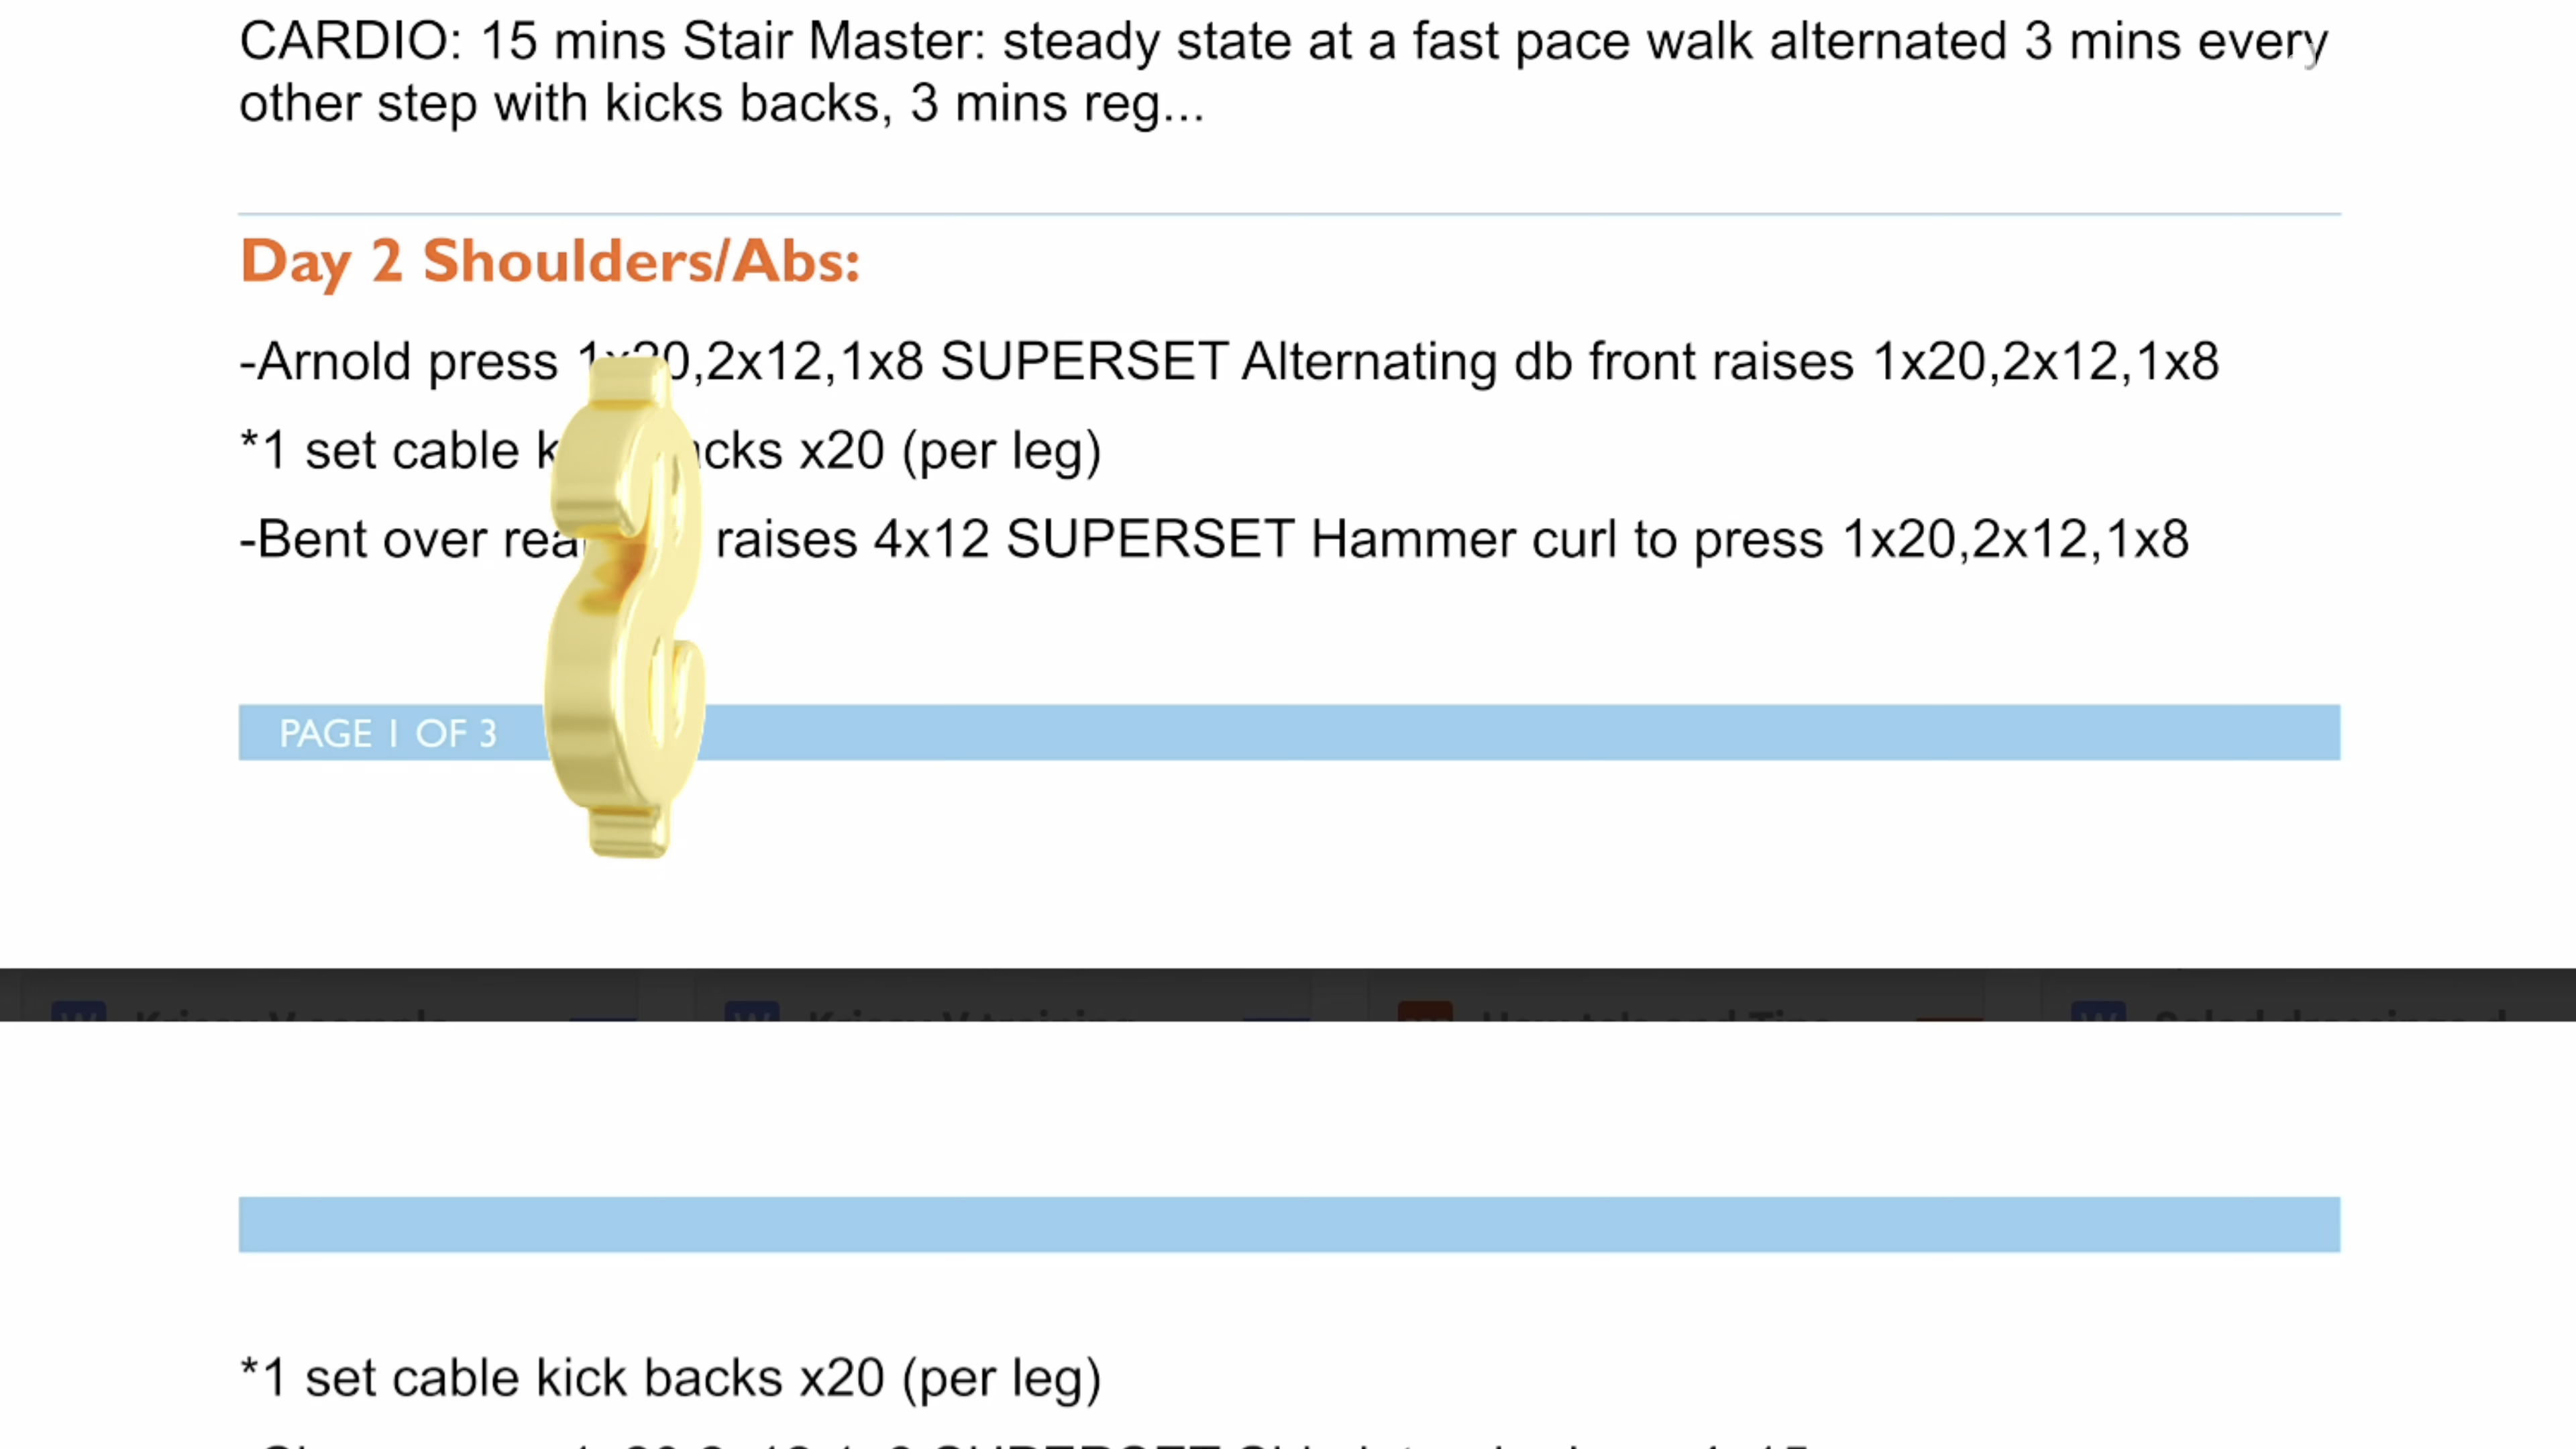 CARDIO: 15 mins Stair Master: steady state at a fast pace walk alternated 3 mins every
other step with kicks backs, 3 mins reg...
Day 2 Shoulders/Abs:
-Arnold press 1x20,2x12,1x8 SUPERSET Alternating db front raises 1x20,2x12,1x8
*1 set cable x20 (per leg)
-Bent over raises 4x12 SUPERSET Hammer curl to press 1x20,2x12,1x8
PAGE 1 OF 3
*1 set cable kick backs x20 (per leg)